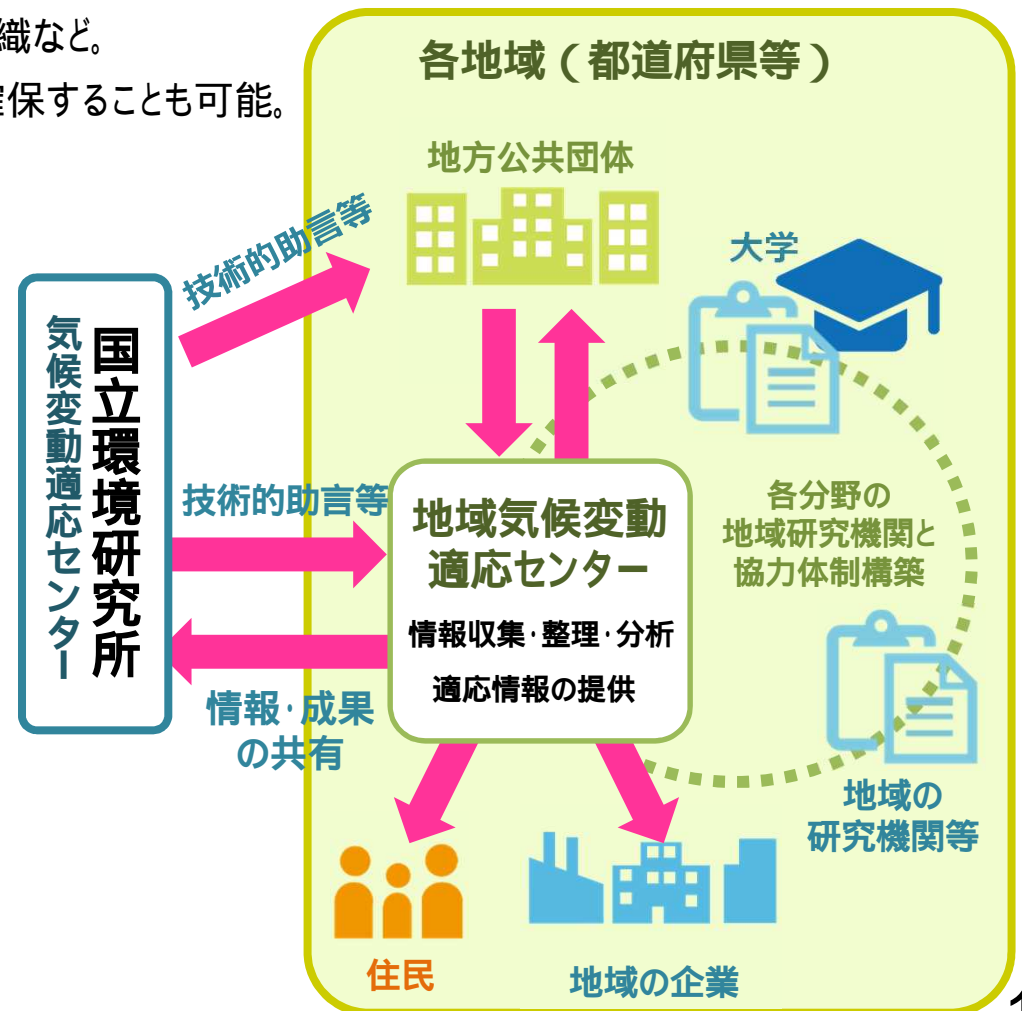 織など。
保することも可能。
各地域（都道府県等）
地方公共団体
技術的助言等
大学
国立環境研究所
気候変動適応センター
技術的助言等
地域気候変動
適応センター
情報収集・整理・分析
適応情報の提供
各分野の
地域研究機関と
協力体制構築
情報・成果
の共有
地域の
研究機関等
住民
地域の企業